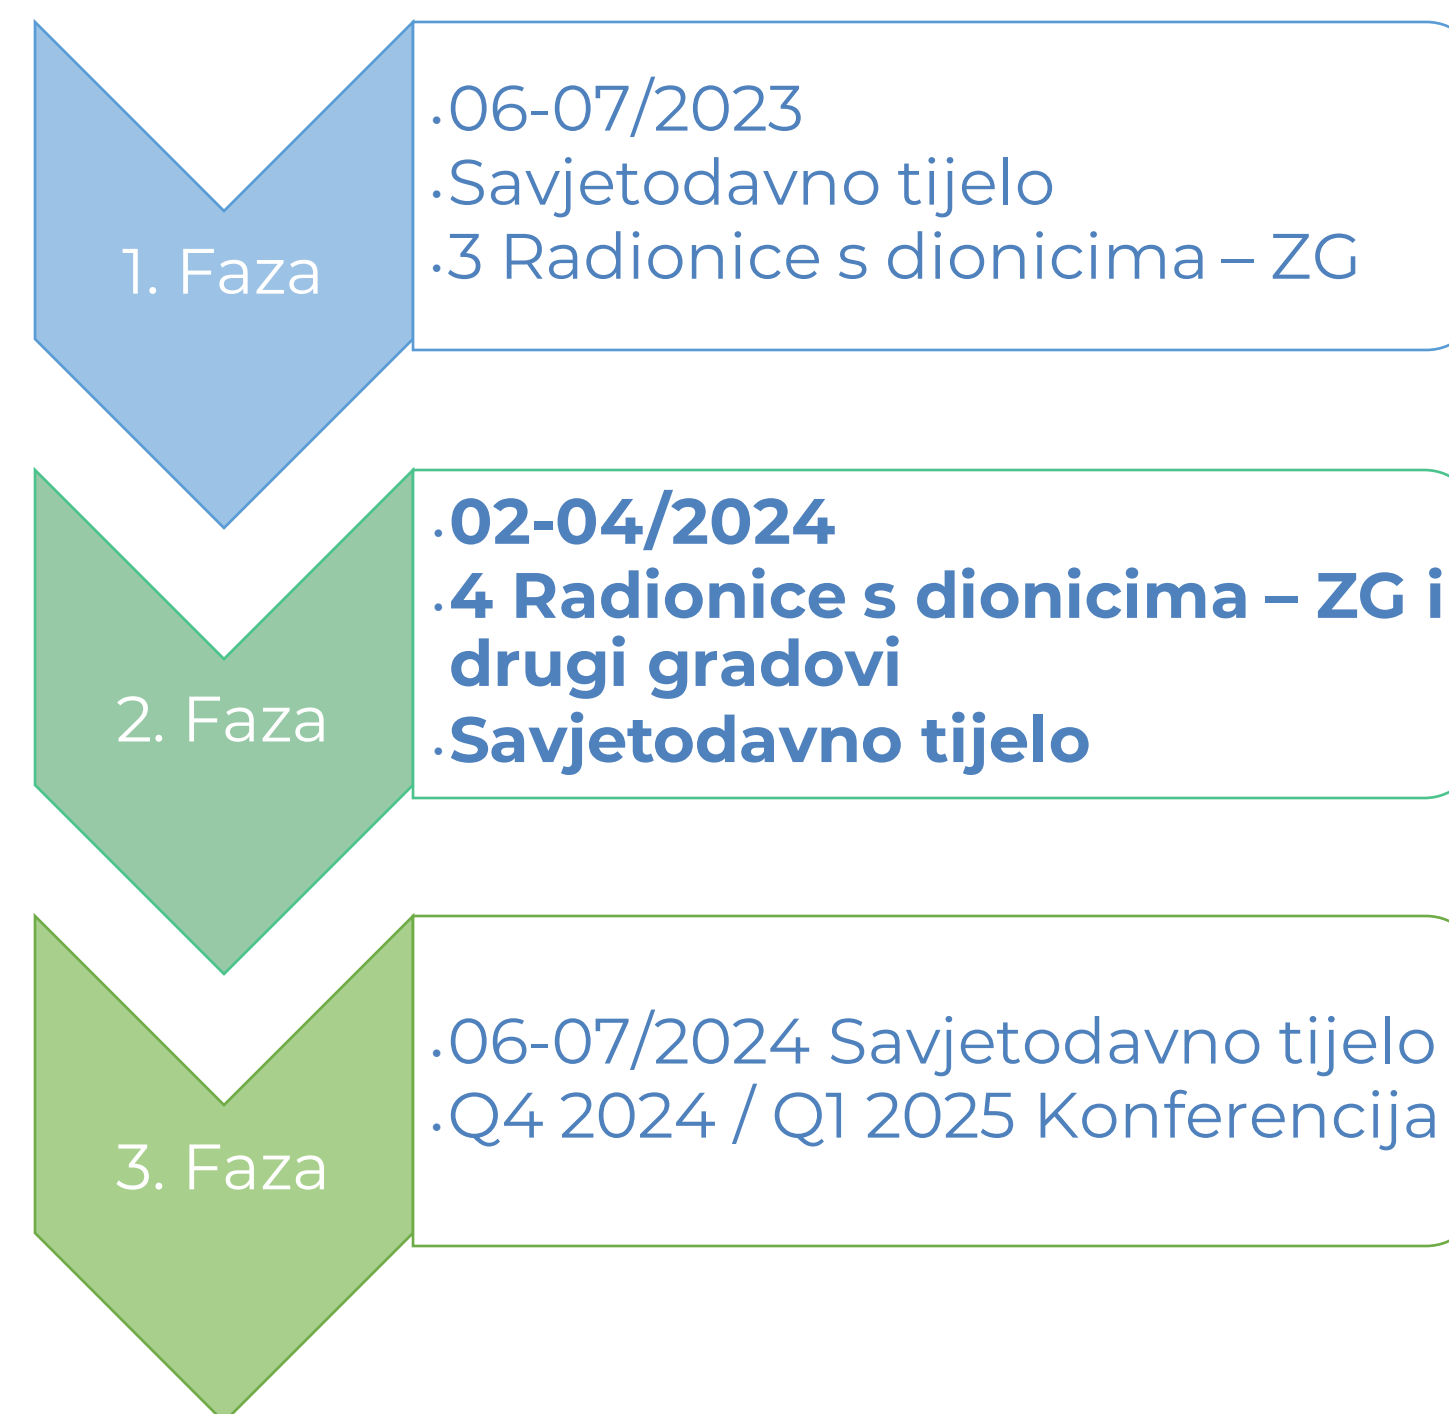 1. Faza
·06-07/2023
·Savjetodavno tijelo
·3 Radionice s dionicima – ZG
2. Faza
·02-04/2024
·4 Radionice s dionicima – ZG i
drugi gradovi
·Savjetodavno tijelo
3. Faza
·06-07/2024 Savjetodavno tijelo
·Q4 2024 / Q1 2025 Konferencija